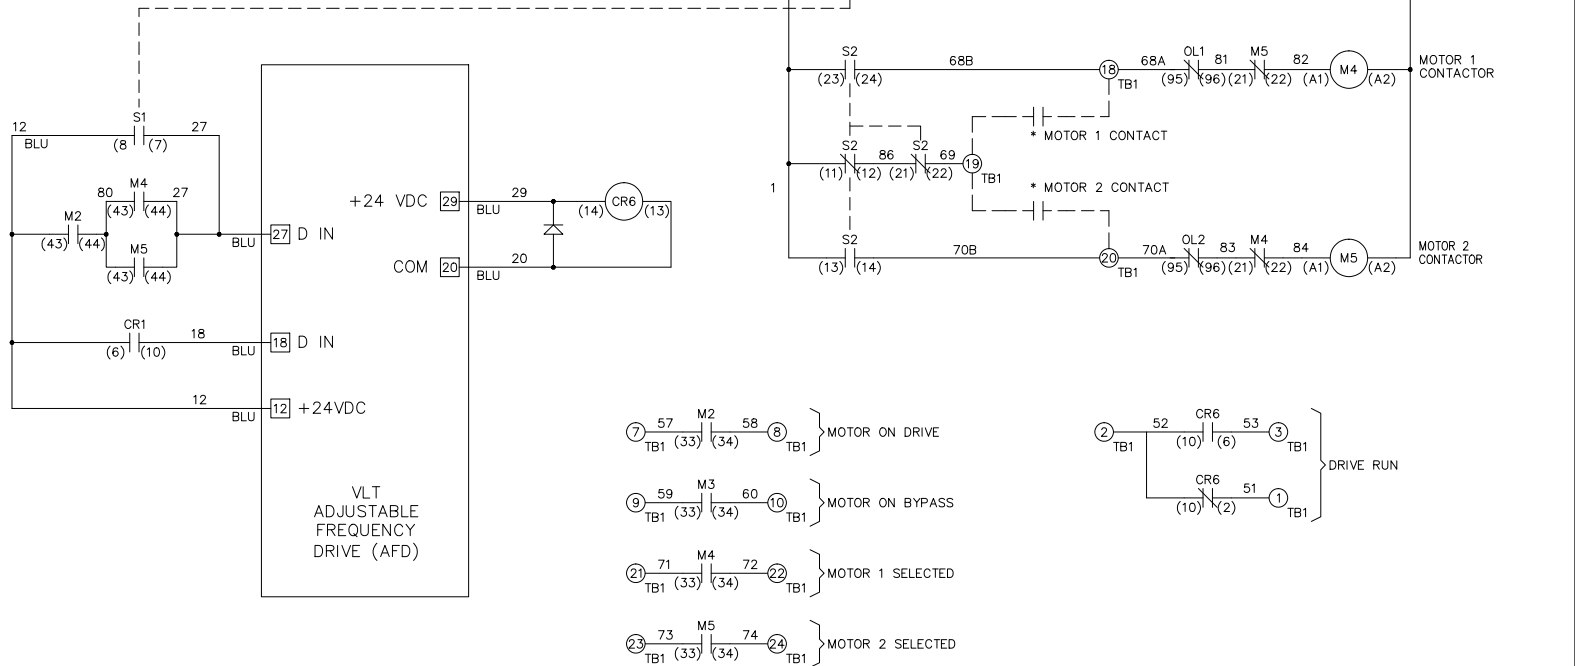 12
BLU
S1
(8 (7)
27
80
M4
27
(43) (44)
M2
(43) (44)
M5
(43) (44)
BLU
27 D IN
CR1
(6) (10)
18
BLU
18 D IN
12
BLU
12 +24VDC
+24 VDC 29
BLU
29
(14) CR6 (13)
COM 20
BLU
20
VLT
ADJUSTABLE
FREQUENCY
DRIVE (AFD)
1
S2
(23) (24)
68B
18
TB1
68A
OL1
(95) (96)
81
M5
(21) (22)
82
(A1) M4 (A2)
MOTOR 1
CONTACTOR
* MOTOR 1 CONTACT
S2
(11) (12)
86
S2
(21) (22)
69
19
TB1
* MOTOR 2 CONTACT
S2
(13) (14)
70B
20
TB1
70A
OL2
(95) (96)
83
M4
(21) (22)
84
(A1) M5 (A2)
MOTOR 2
CONTACTOR
7
TB1
57
M2
(33) (34)
58
8
TB1
MOTOR ON DRIVE
9
TB1
59
M3
(33) (34)
60
10
TB1
MOTOR ON BYPASS
21
TB1
71
M4
(33) (34)
72
22
TB1
MOTOR 1 SELECTED
23
TB1
73
M5
(33) (34)
74
24
TB1
MOTOR 2 SELECTED
2
TB1
52
CR6
(10) (6)
53
3
TB1
CR6
(10) (2)
51
1
TB1
DRIVE RUN